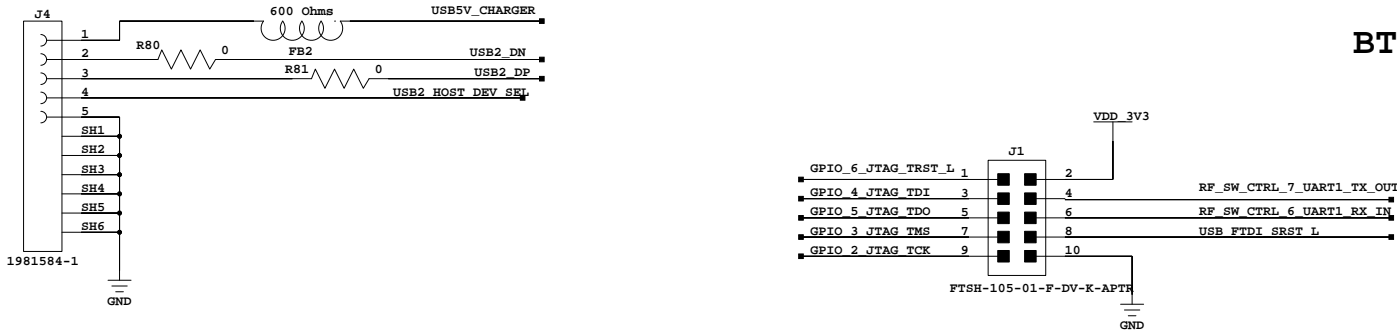 J4
600 Ohms
USB5V_CHARGER
1
R80
0
FB2
USB2_DN
2
R81
0
USB2_DP
3
USB2_HOST_DEV_SEL
4
5
SH1
SH2
SH3
SH4
SH5
SH6
1981584-1
GND
BT
VDD_3V3
J1
GPIO_6_JTAG_TRST_L 1
2
GPIO_4_JTAG_TDI 3
4 RF_SW_CTRL_7_UART1_TX_OUT
GPIO_5_JTAG_TDO 5
6 RF_SW_CTRL_6_UART1_RX_IN
GPIO_3_JTAG_TMS 7
8 USB_FTDI_SRST_L
GPIO_2_JTAG_TCK 9
10
FTSH-105-01-F-DV-K-APTR
GND